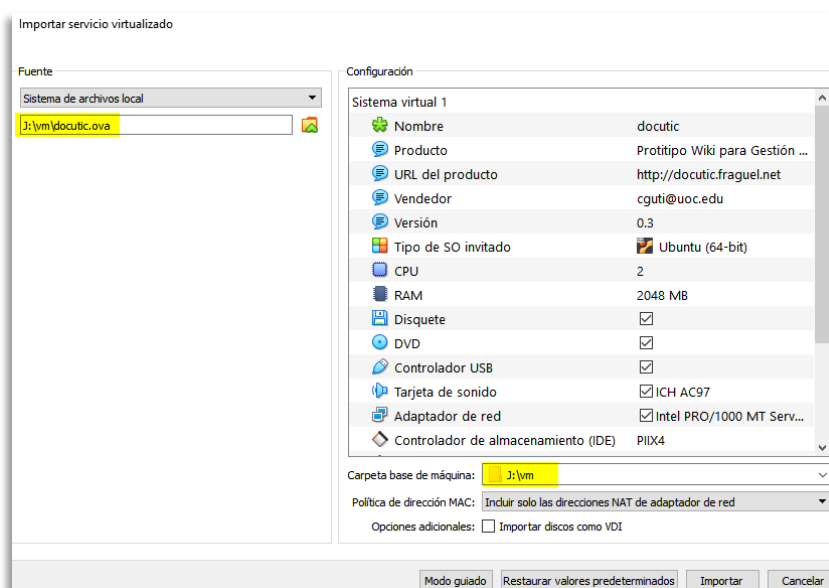 Importar servicio virtualizado
Fuente
Sistema de archivos local
J:\vm\docutic.ova
Configuración
Sistema virtual 1
Nombre docutic
Producto Protitipo Wiki para Gestión ...
URL del producto http://docutic.fraguel.net
Vendedor cguti@uoc.edu
Versión 0.3
Tipo de SO invitado Ubuntu (64-bit)
CPU 2
RAM 2048 MB
Disquete
DVD
Controlador USB
Tarjeta de sonido ICH AC97
Adaptador de red Intel PRO/1000 MT Serv...
Controlador de almacenamiento (IDE) PIIX4
Carpeta base de máquina: J:\vm
Política de dirección MAC: Incluir solo las direcciones NAT de adaptador de red
Opciones adicionales: Importar discos como VDI
Modo guiado Restaurar valores predeterminados Importar Cancelar